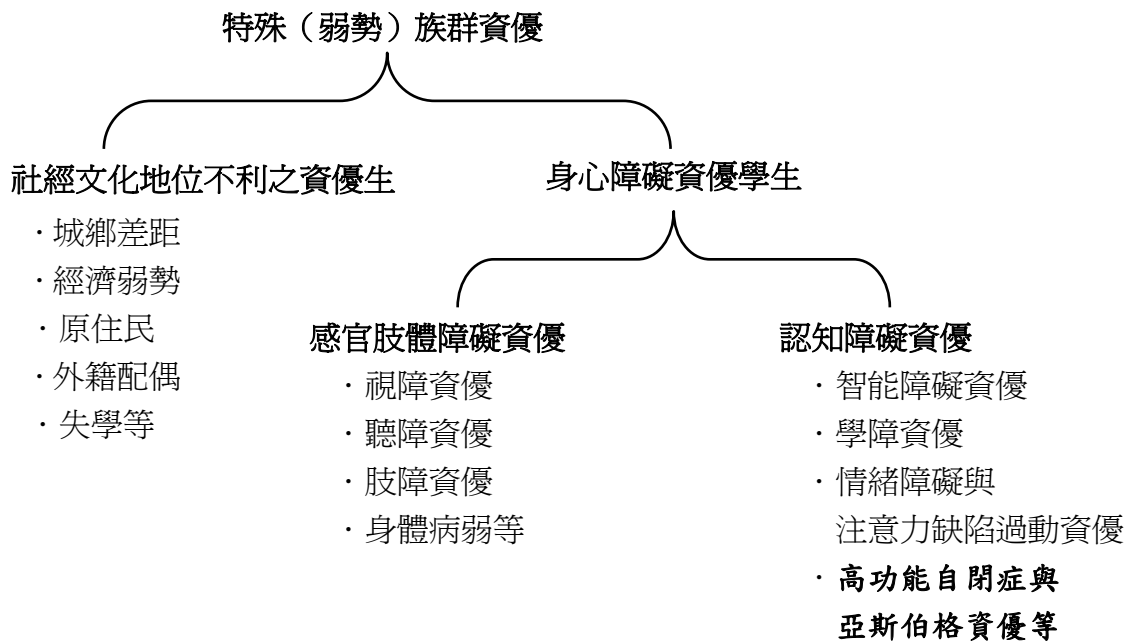 特殊（弱勢）族群資優
社經文化地位不利之資優生
·城鄉差距
·經濟弱勢
·原住民
·外籍配偶
·失學等
身心障礙資優學生
感官肢體障礙資優
·視障資優
·聽障資優
·肢障資優
·身體病弱等
認知障礙資優
·智能障礙資優
·學障資優
·情緒障礙與
注意力缺陷過動資優
·高功能自閉症與
亞斯伯格資優等